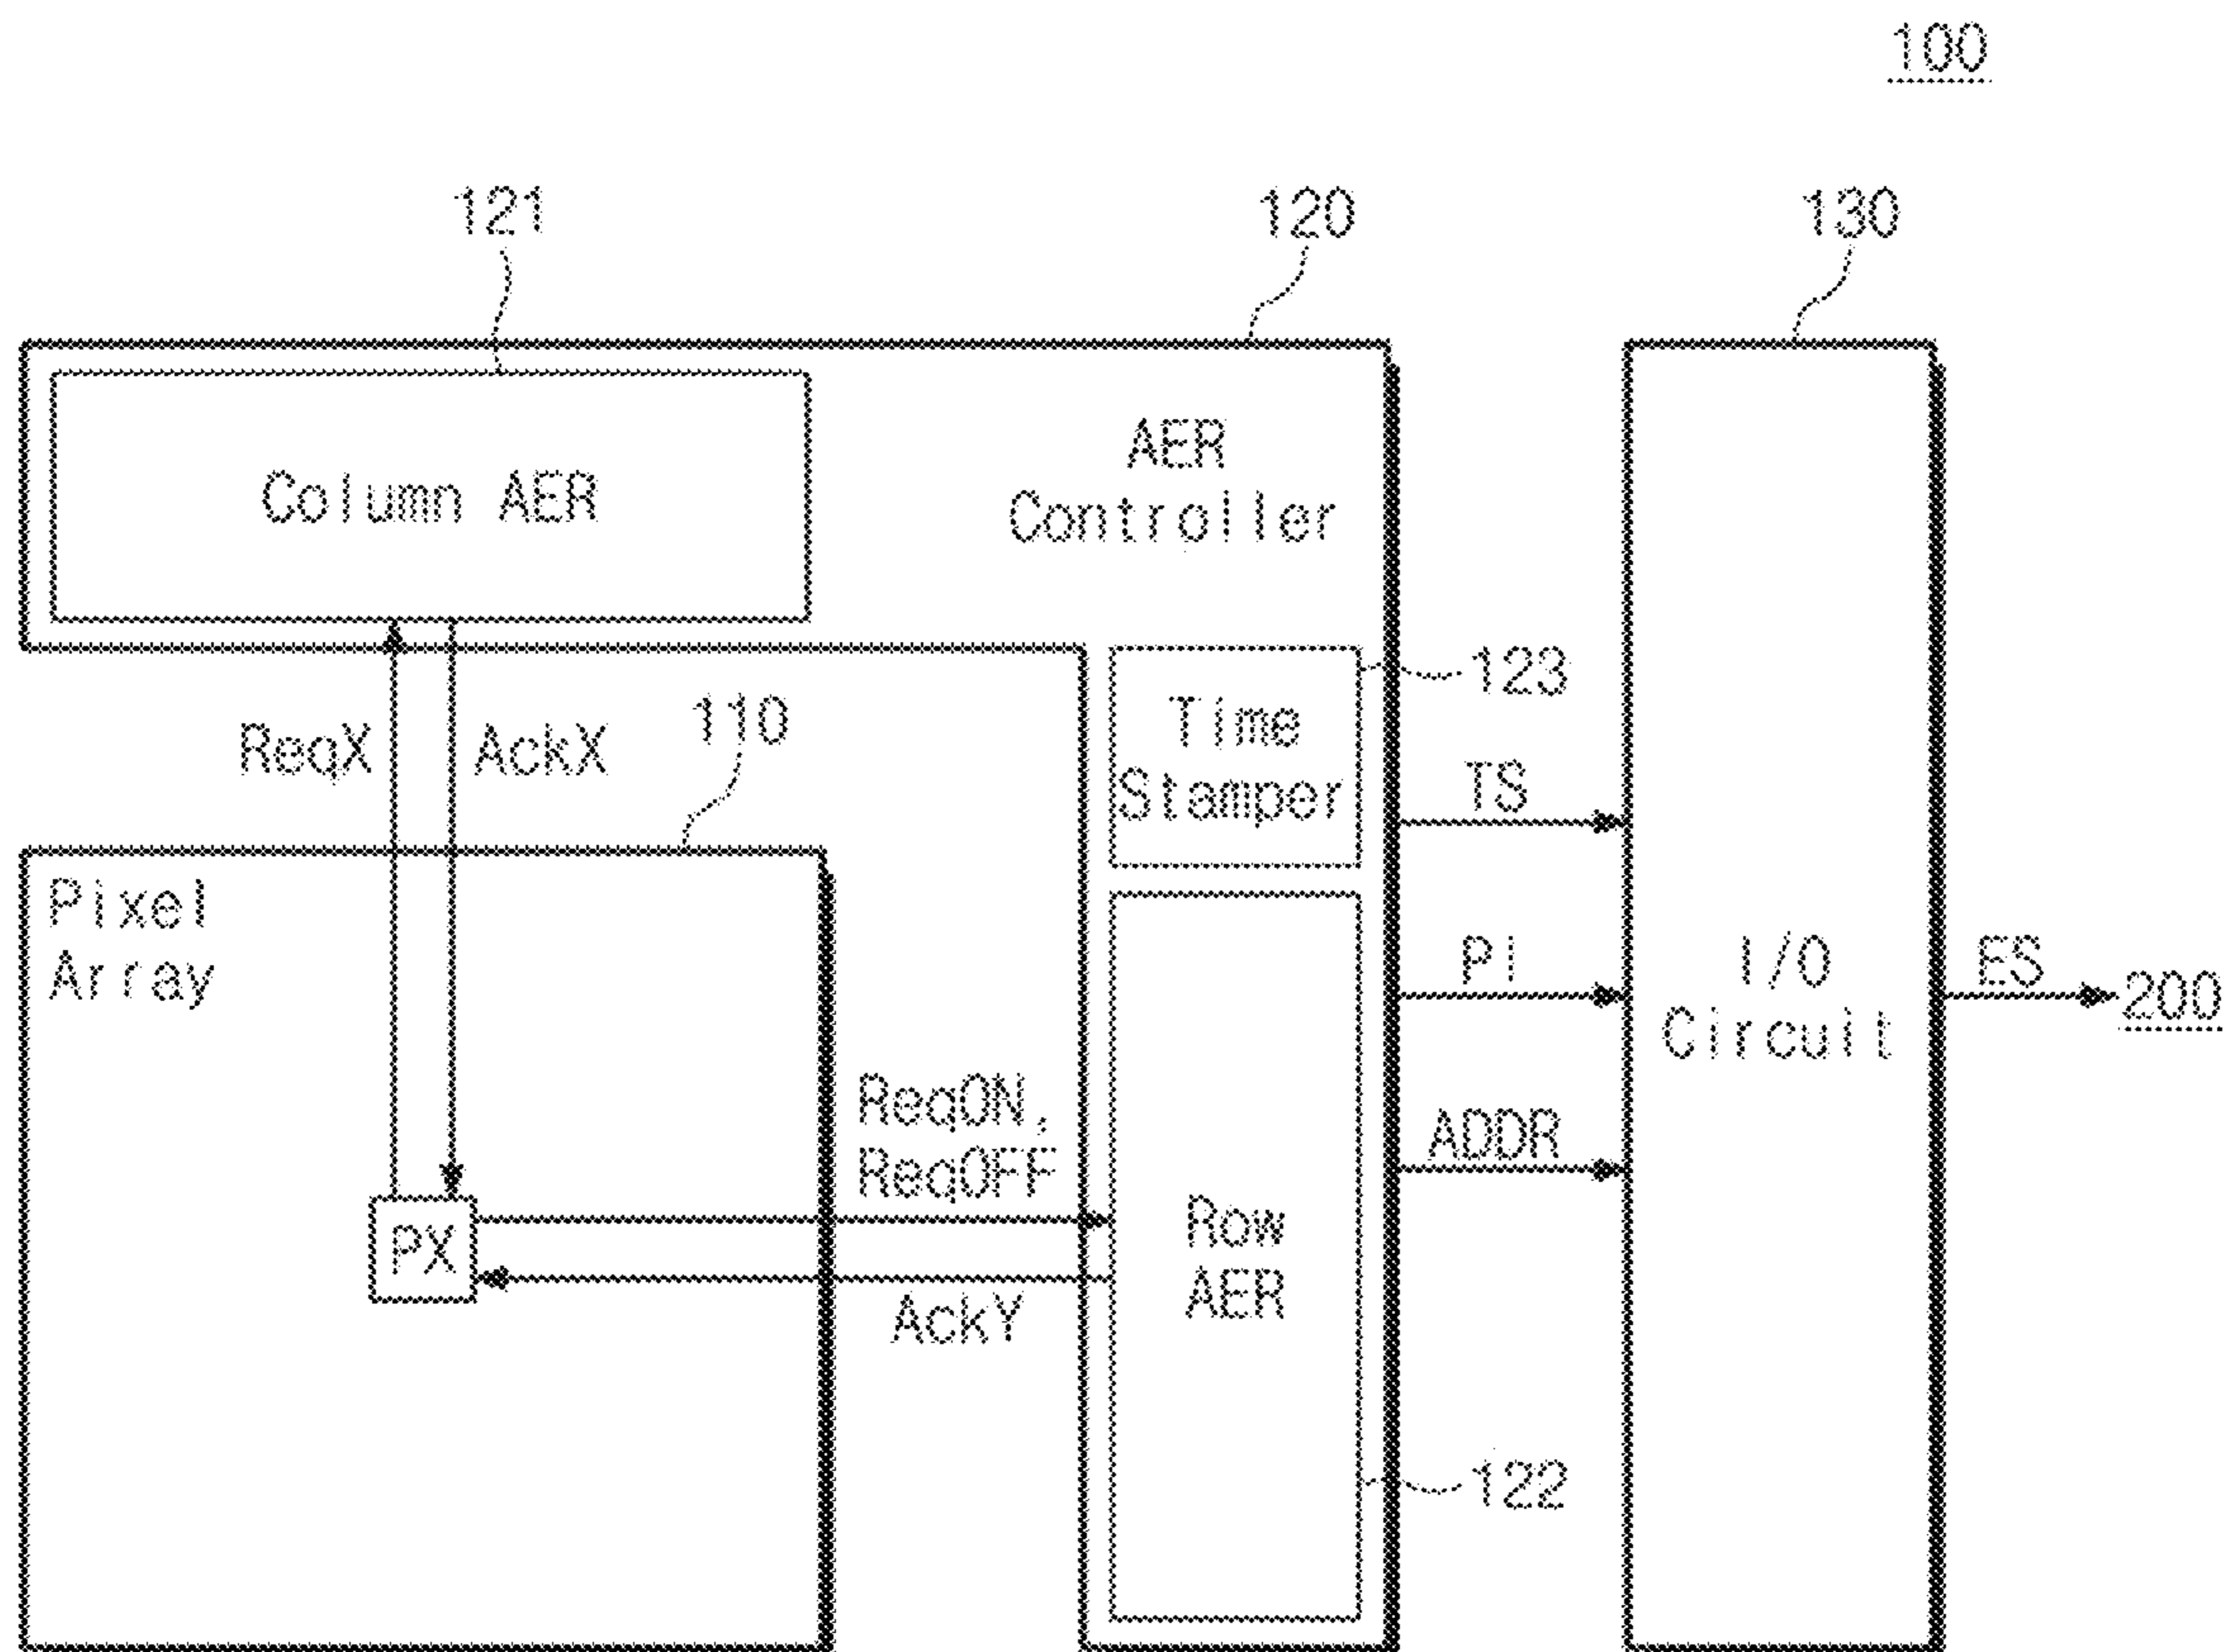 100
121
120
130
Column AER
AER
Controller
123
Time
Stamper
ReqX
AckX
110
TS
Pixel
Array
PI
I/O
Circuit
ES
200
ReqON,
ReqOFF
ADDR
PX
Row
AER
AckY
122